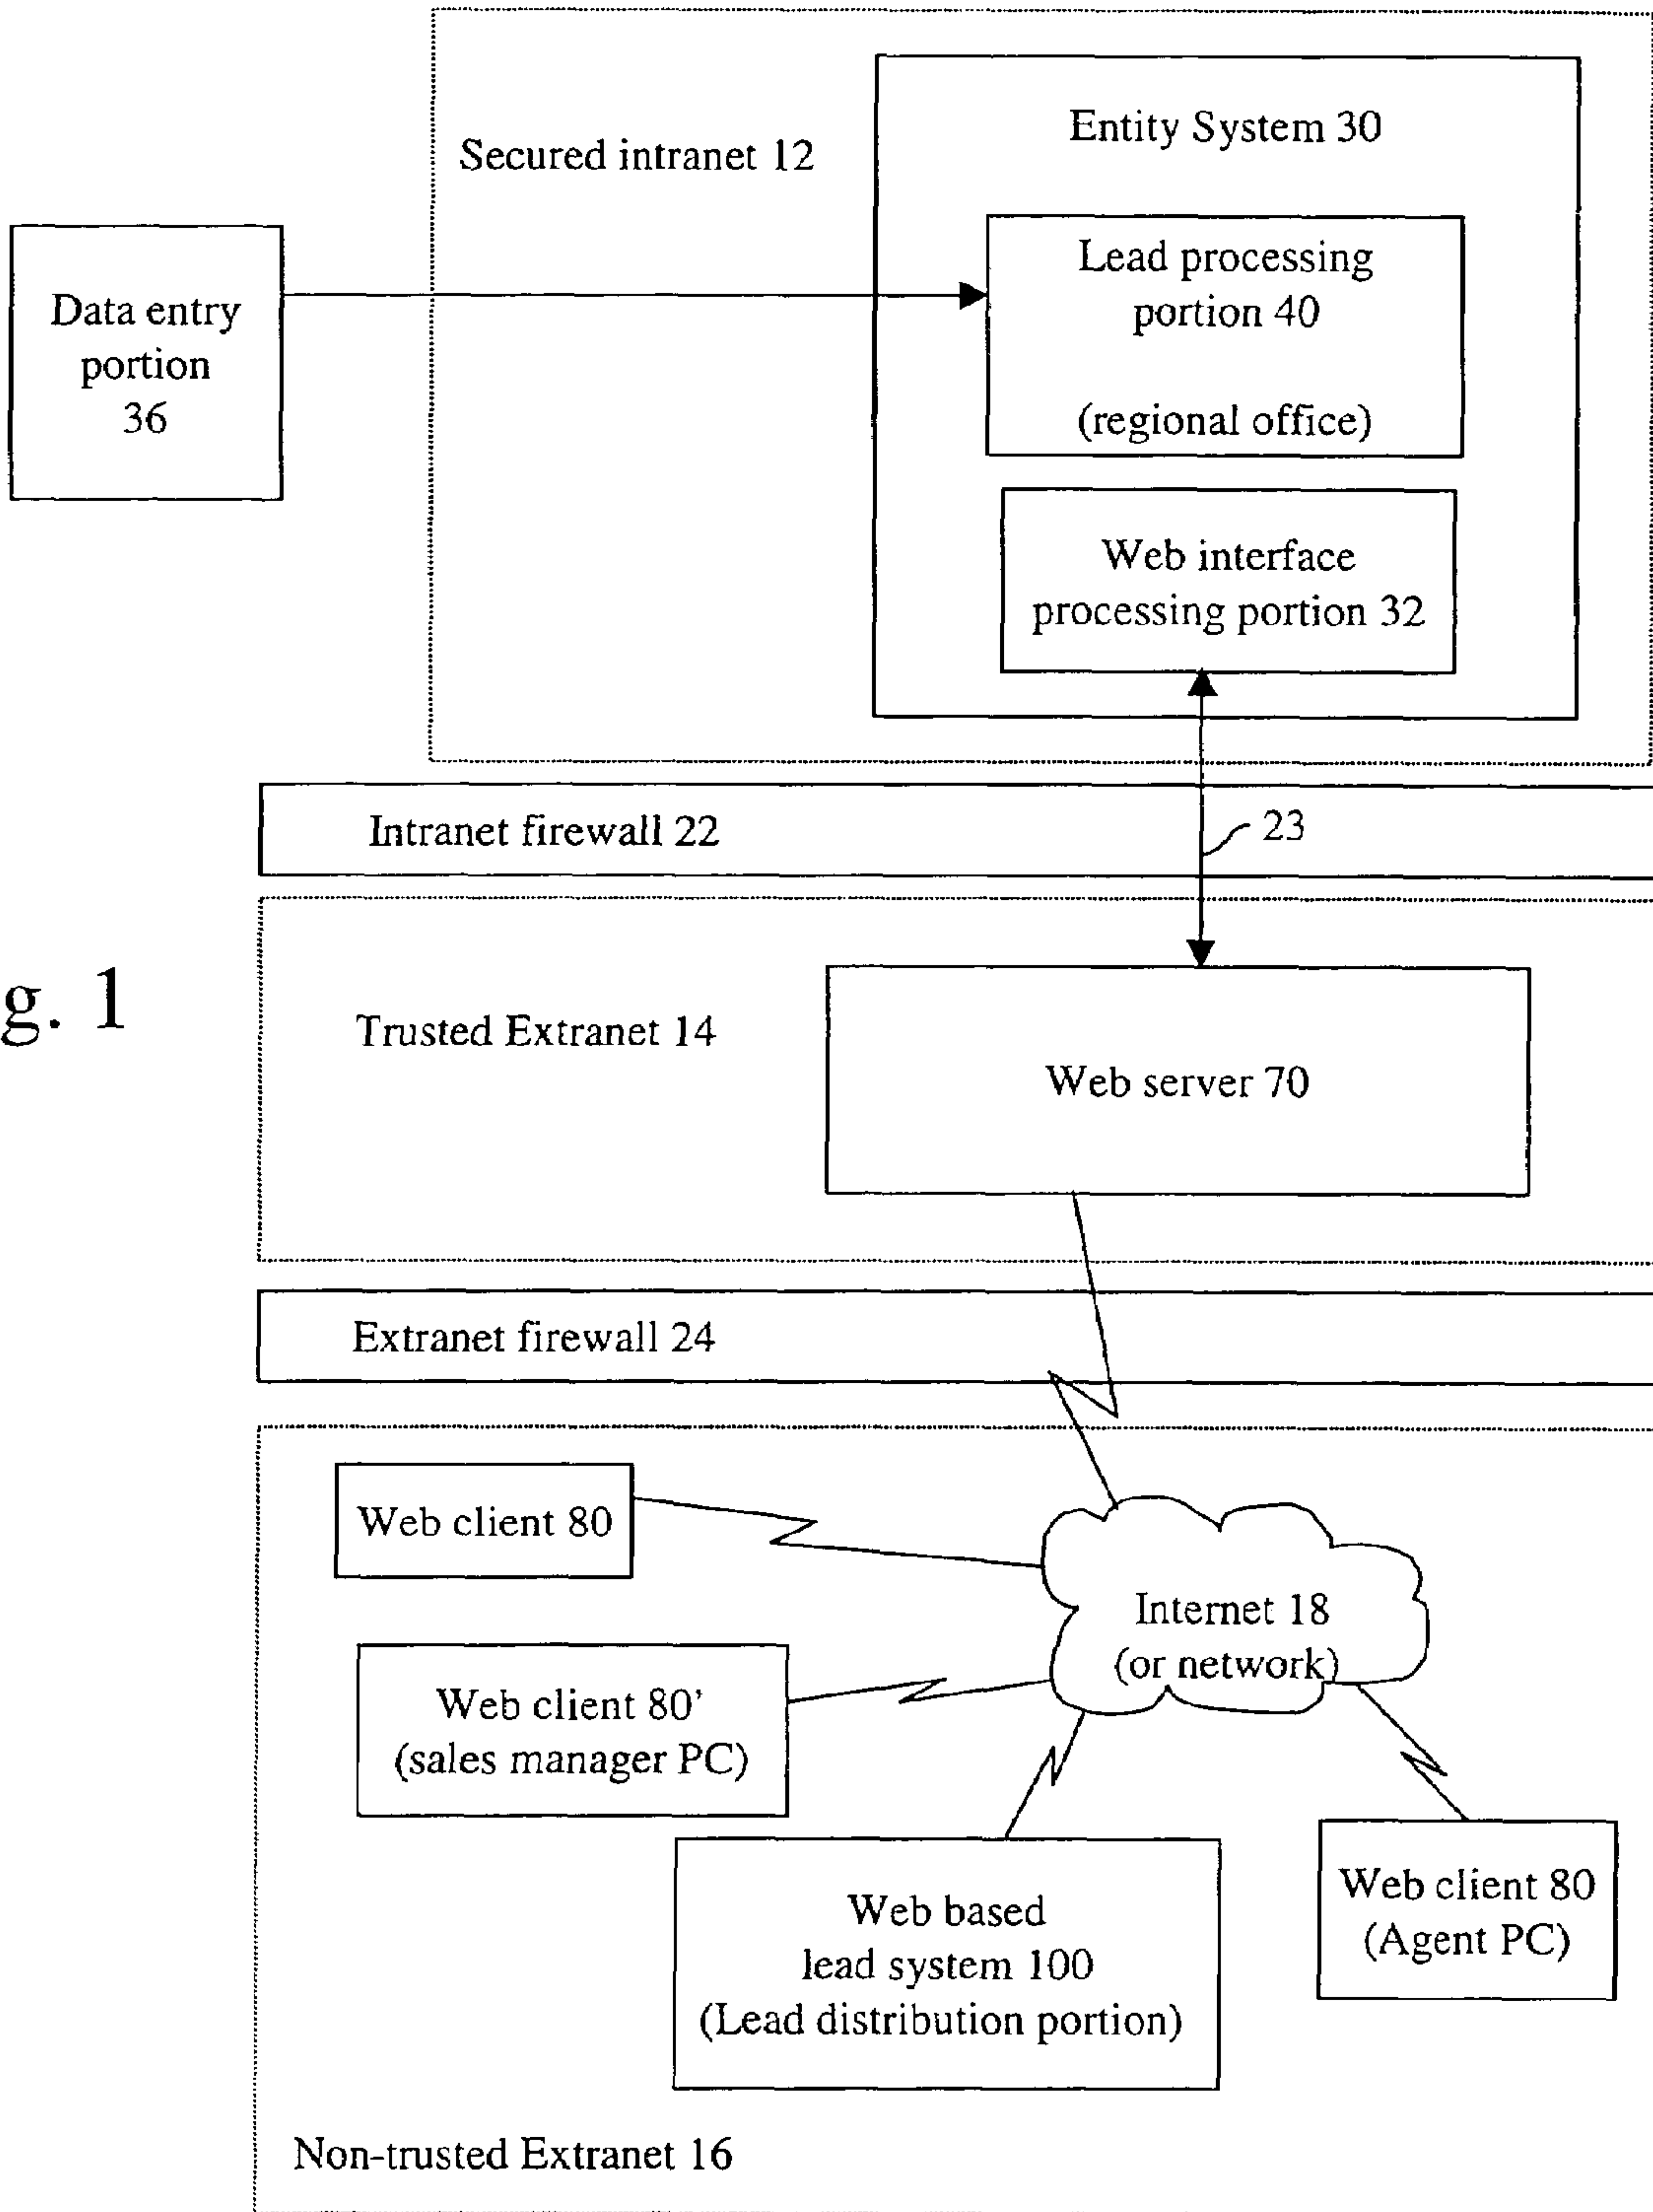 Entity System 30
Secured intranet 12
Lead processing
portion 40
(regional office)
Data entry
portion
36
Web interface
processing portion 32
Intranet firewall 22
23
g. 1
Trusted Extranet 14
Web server 70
Extranet firewall 24
Web client 80
Internet 18
(or network)
Web client 80'
(sales manager PC)
Web client 80
(Agent PC)
Web based
lead system 100
(Lead distribution portion)
Non-trusted Extranet 16